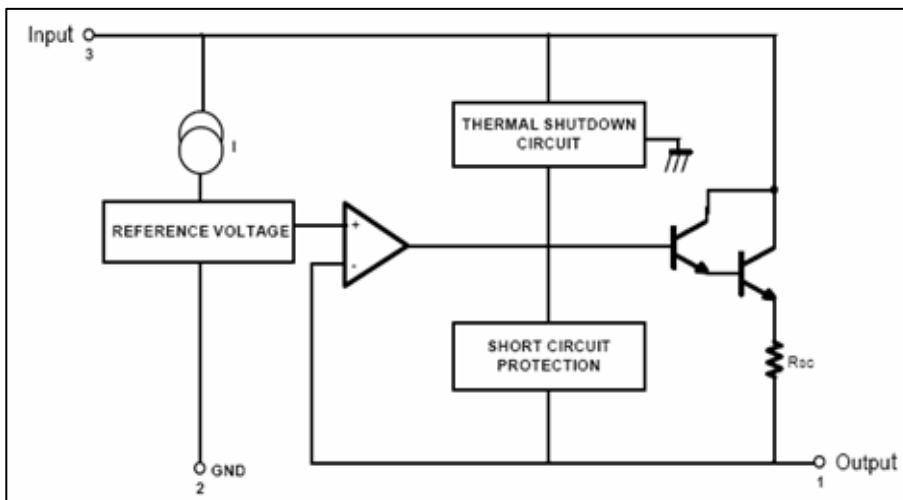 Input
3
I
THERMAL SHUTDOWN
CIRCUIT
REFERENCE VOLTAGE
+
-
SHORT CIRCUIT
PROTECTION
RSC
GND
2
Output
1